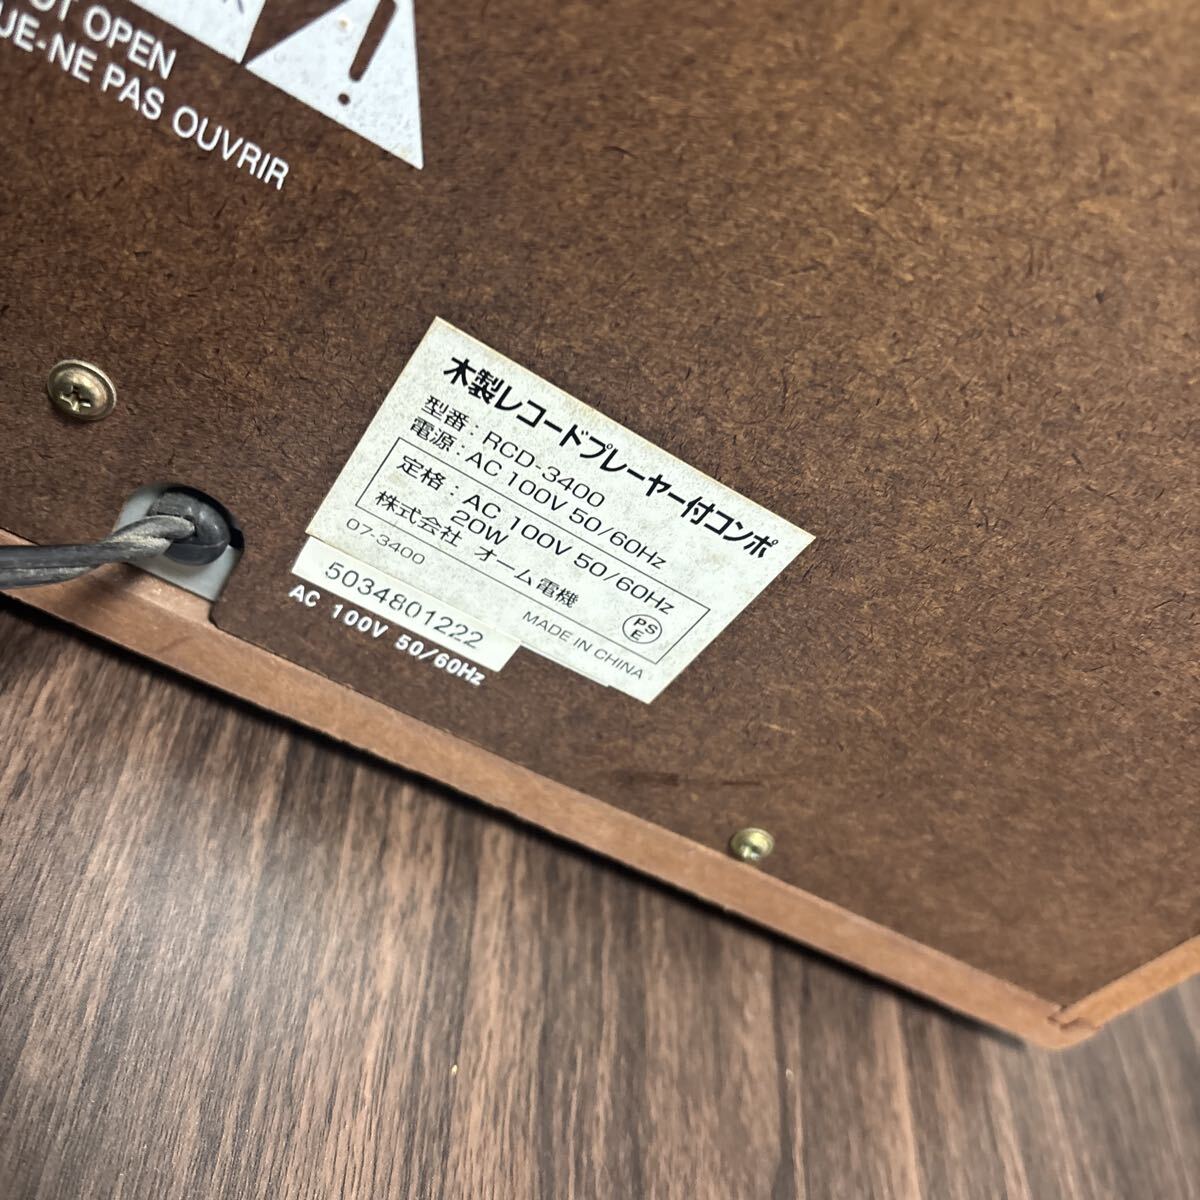 OT OPEN
UE-NE PAS OUVRIR
木製レコードプレーヤー付コンポ
型番：RCD-3400
電源：AC 100V 50/60Hz
定格：AC 100V 50/60Hz
20W
株式会社 オーム電機
PS
E
07-3400
MADE IN CHINA
5034801222
AC 100V 50/60Hz